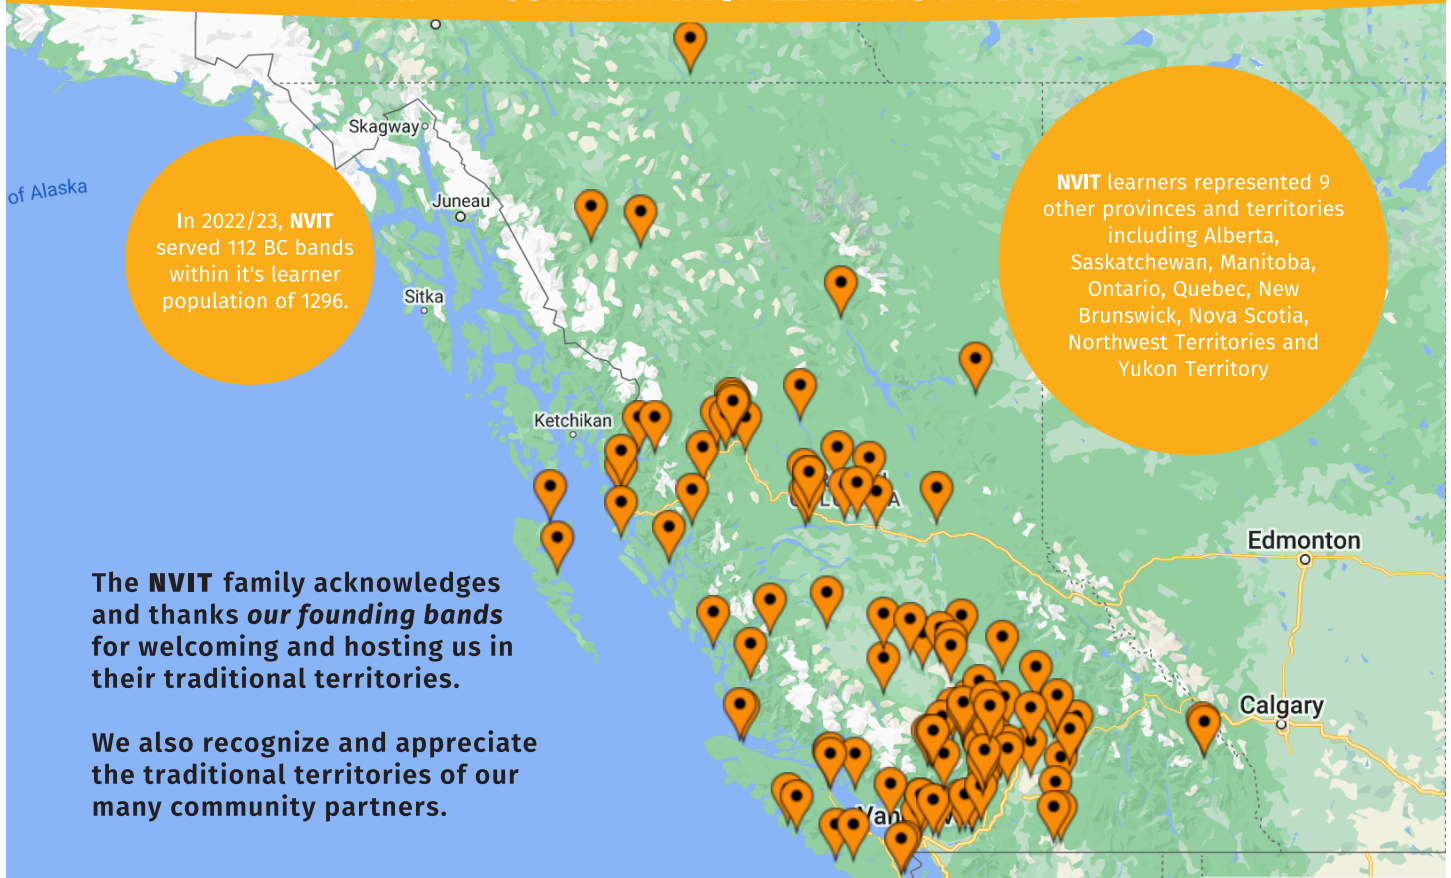 Skagway
of Alaska
Juneau
Sitka
Ketchikan
In 2022/23, NVIT
served 112 BC bands
within it's learner
population of 1296.
NVIT learners represented 9
other provinces and territories
including Alberta,
Saskatchewan, Manitoba,
Ontario, Quebec, New
Brunswick, Nova Scotia,
Northwest Territories and
Yukon Territory
Edmonton
Calgary
The NVIT family acknowledges
and thanks our founding bands
for welcoming and hosting us in
their traditional territories.
We also recognize and appreciate
the traditional territories of our
many community partners.